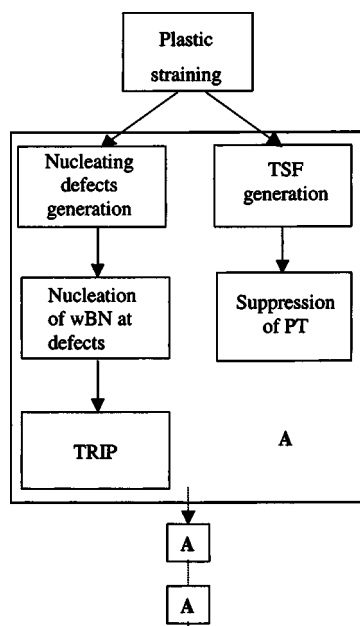 Plastic
straining
Nucleating
defects
generation
TSF
generation
Nucleation
of wBN at
defects
Suppression
of PT
TRIP
A
A
A